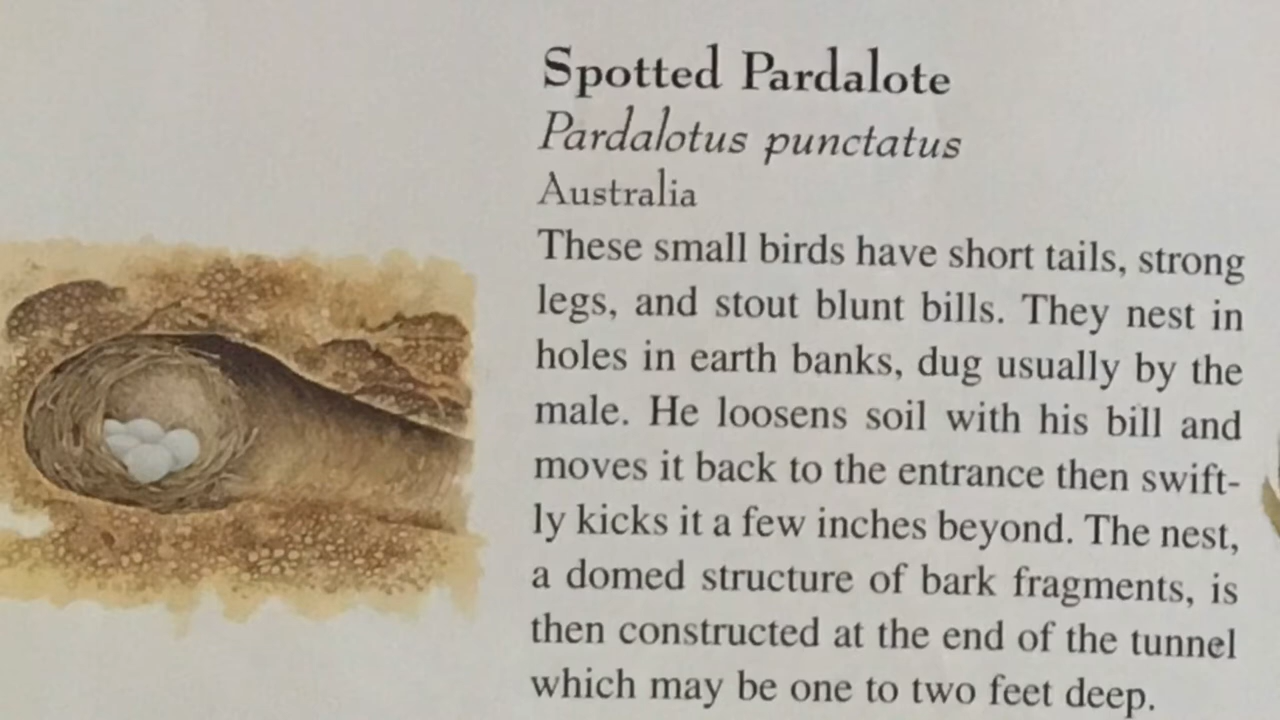 Spotted Pardalote
Pardalotus punctatus
Australia
These small birds have short tails, strong
legs, and stout blunt bills. They nest in
holes in earth banks, dug usually by the
male. He loosens soil with his bill and
moves it back to the entrance then swift-
ly kicks it a few inches beyond. The nest,
a domed structure of bark fragments, is
then constructed at the end of the tunnel
which may be one to two feet deep.